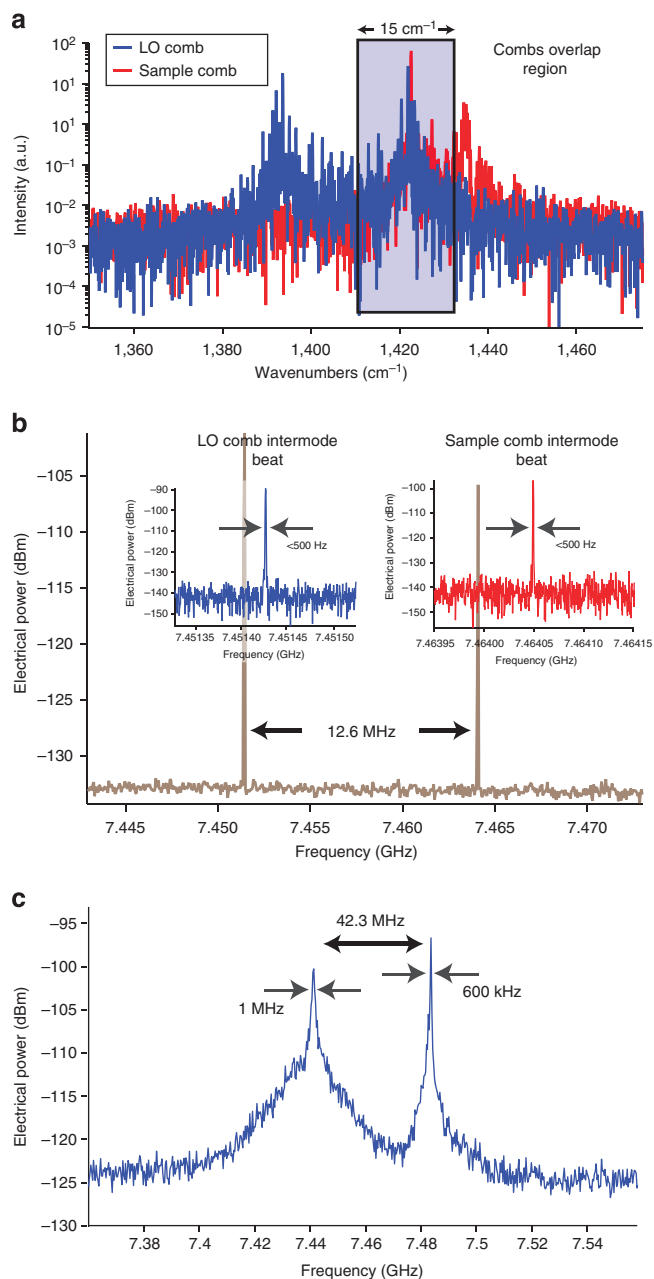 a
15 cm⁻¹
LO comb
Sample comb
Combs overlap
region
10²
10¹
10¹
10⁻¹
10⁻²
10⁻³
10⁻⁴
10⁻⁵
Intensity (a.u.)
1,360
1,380
1,400
1,420
1,440
1,460
Wavenumbers (cm⁻¹)
b
LO comb intermode
beat
Sample comb intermode
beat
−105
−110
−115
−120
−125
−130
Electrical power (dBm)
−90
−100
−110
−120
−130
−140
−150
Electrical power (dBm)
<500 Hz
7.45135
7.45140
7.45145
7.45150
Frequency (GHz)
−100
−110
−120
−130
−140
−150
Electrical power (dBm)
<500 Hz
7.46395
7.46400
7.46405
7.46410
7.46415
Frequency (GHz)
12.6 MHz
7.445
7.450
7.455
7.460
7.465
7.470
Frequency (GHz)
c
42.3 MHz
1 MHz
600 kHz
−95
−100
−105
−110
−115
−120
−125
−130
Electrical power (dBm)
7.38
7.4
7.42
7.44
7.46
7.48
7.5
7.52
7.54
Frequency (GHz)